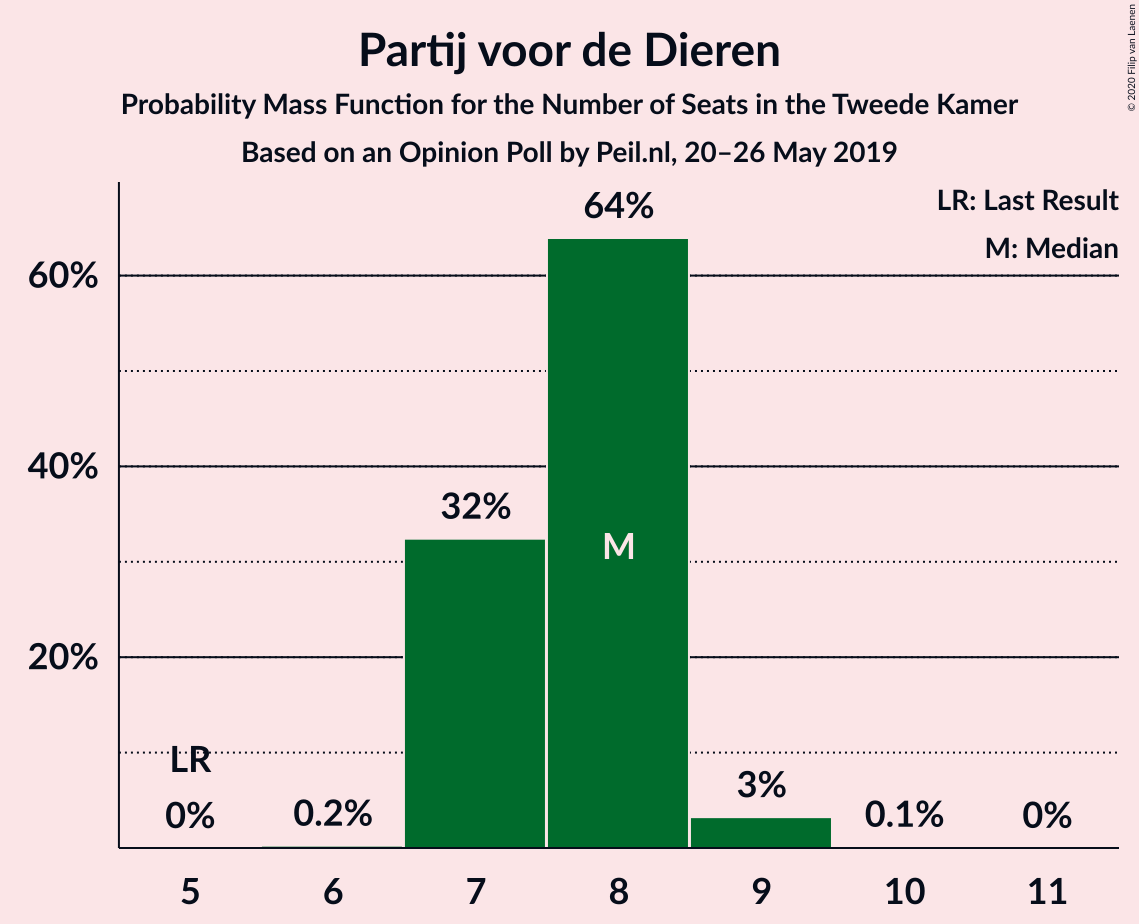 Partij voor de Dieren
Probability Mass Function for the Number of Seats in the Tweede Kamer
Based on an Opinion Poll by Peil.nl, 20–26 May 2019
© 2020 Filip van Laenen
LR: Last Result
M: Median
64%
60%
40%
32%
M
20%
LR
0%
0.2%
3%
0.1%
0%
5 6 7 8 9 10 11